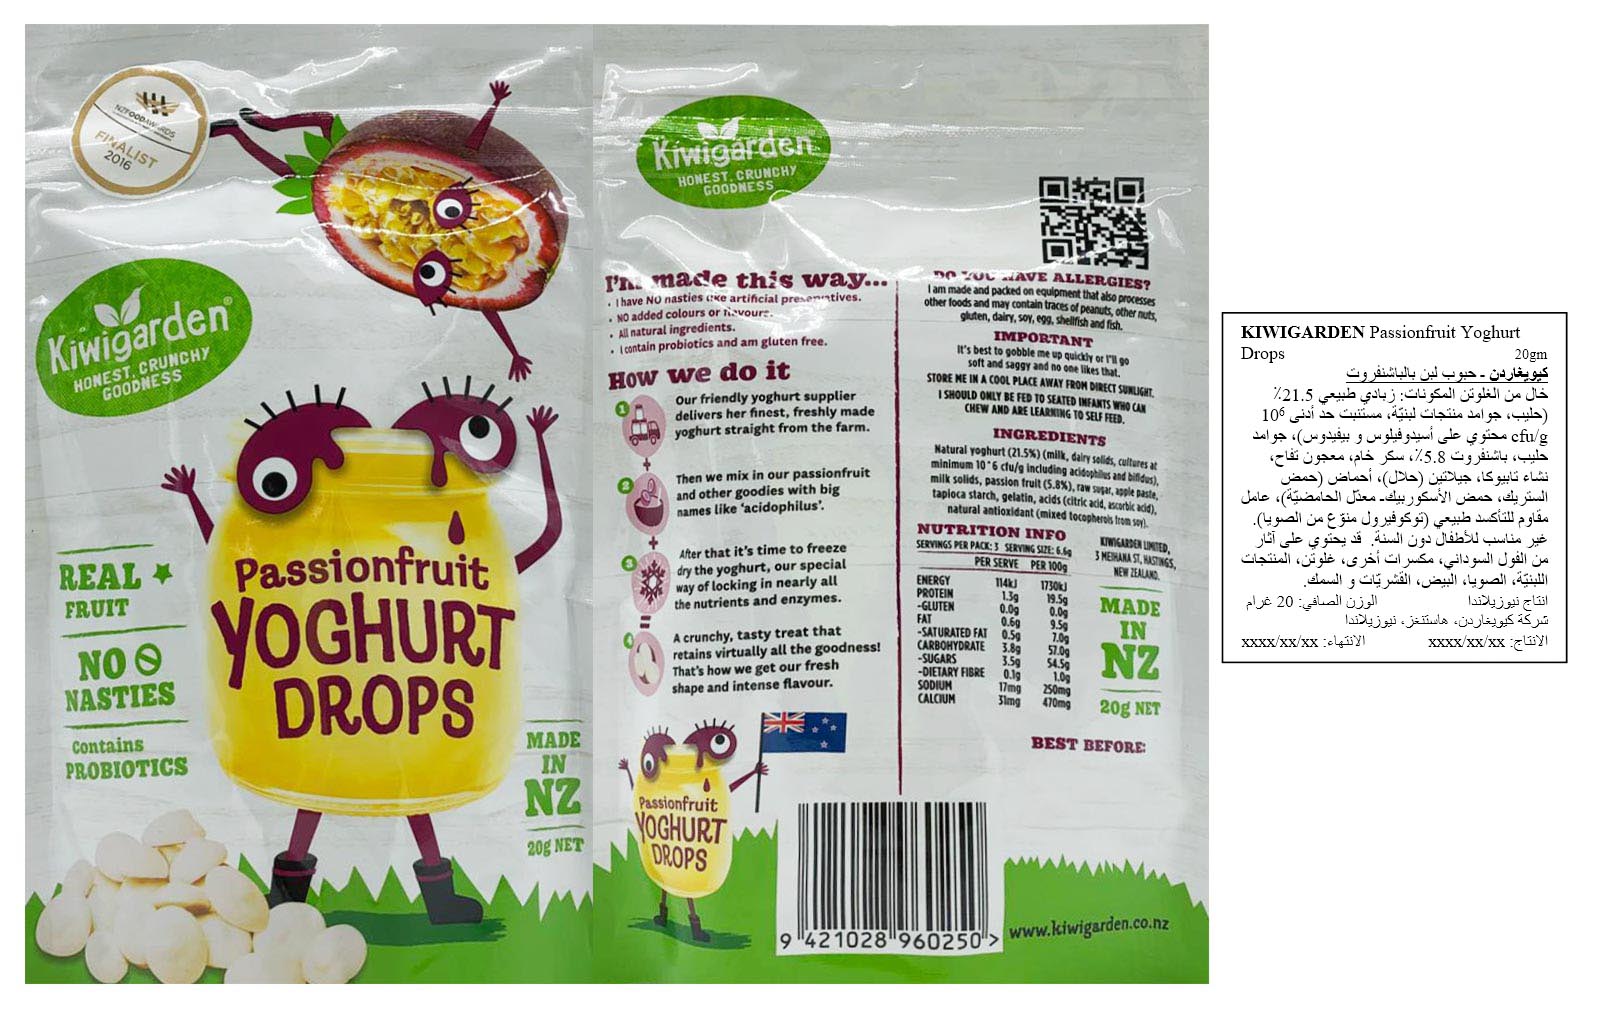 NZFOODAWARDS
FINALIST
2016
Kiwigarden®
HONEST, CRUNCHY
GOODNESS
Passionfruit
YOGHURT
DROPS
REAL
FRUIT
NO
NASTIES
Contains
PROBIOTICS
MADE
IN
NZ
20g NET
Kiwigarden
HONEST, CRUNCHY
GOODNESS
I'm made this way...
• I have NO nasties like artificial preservatives.
• NO added colours or flavours.
• All natural ingredients.
• I contain probiotics and am gluten free.
How we do it
1
Our friendly yoghurt supplier
delivers her finest, freshly made
yoghurt straight from the farm.
+
2
Then we mix in our passionfruit
and other goodies with big
names like 'acidophilus'.
+
3
After that it's time to freeze
dry the yoghurt, our special
way of locking in nearly all
the nutrients and enzymes.
=
4
A crunchy, tasty treat that
retains virtually all the goodness!
That's how we get our fresh
shape and intense flavour.
Passionfruit
YOGHURT
DROPS
DO YOU HAVE ALLERGIES?
I am made and packed on equipment that also processes
other foods and may contain traces of peanuts, other nuts,
gluten, dairy, soy, egg, shellfish and fish.
IMPORTANT
It's best to gobble me up quickly or I'll go
soft and saggy and no one likes that.
STORE ME IN A COOL PLACE AWAY FROM DIRECT SUNLIGHT.
I SHOULD ONLY BE FED TO SEATED INFANTS WHO CAN
CHEW AND ARE LEARNING TO SELF FEED.
INGREDIENTS
Natural yoghurt (21.5%) (milk, dairy solids, cultures at
minimum 10^6 cfu/g including acidophilus and bifidus),
milk solids, passion fruit (5.8%), raw sugar, apple paste,
tapioca starch, gelatin, acids (citric acid, ascorbic acid),
natural antioxidant (mixed tocopherols from soy).
NUTRITION INFO
SERVINGS PER PACK: 3 SERVING SIZE: 6.6g
PER SERVE PER 100g
ENERGY 114kJ 1730kJ
PROTEIN 1.3g 19.5g
-GLUTEN 0.0g 0.0g
FAT 0.6g 9.5g
-SATURATED FAT 0.5g 7.0g
CARBOHYDRATE 3.8g 57.0g
-SUGARS 3.5g 54.5g
-DIETARY FIBRE 0.1g 1.0g
SODIUM 17mg 250mg
CALCIUM 31mg 470mg
KIWIGARDEN LIMITED,
3 MEIHANA ST, HASTINGS,
NEW ZEALAND.
MADE
IN
NZ
20g NET
BEST BEFORE:
9 421028 960250 >
www.kiwigarden.co.nz
KIWIGARDEN Passionfruit Yoghurt
Drops 20gm
كيويغاردن - حبوب لبن بالباشنفروت
خال من الغلوتن المكونات: زبادي طبيعي 21.5٪
(حليب، جوامد منتجات لبنيّة، مستنبت حد أدنى 10⁶
cfu/g محتوي على أسيدوفيلوس و بيفيدوس)، جوامد
حليب، باشنفروت 5.8٪، سكر خام، معجون تفاح،
نشاء تابيوكا، جيلاتين (حلال)، أحماض (حمض
الستريك، حمض الأسكوربيك- معدّل الحامضيّة)، عامل
مقاوم للتأكسد طبيعي (توكوفيرول منوّع من الصويا).
غير مناسب للأطفال دون السنة. قد يحتوي على آثار
من الفول السوداني، مكسرات أخرى، غلوتن، المنتجات
اللبنيّة، الصويا، البيض، القشريّات و السمك.
انتاج نيوزيلاندا الوزن الصافي: 20 غرام
شركة كيويغاردن، هاستنغز، نيوزيلاندا
الانتاج: xxxx/xx/xx الانتهاء: xxxx/xx/xx